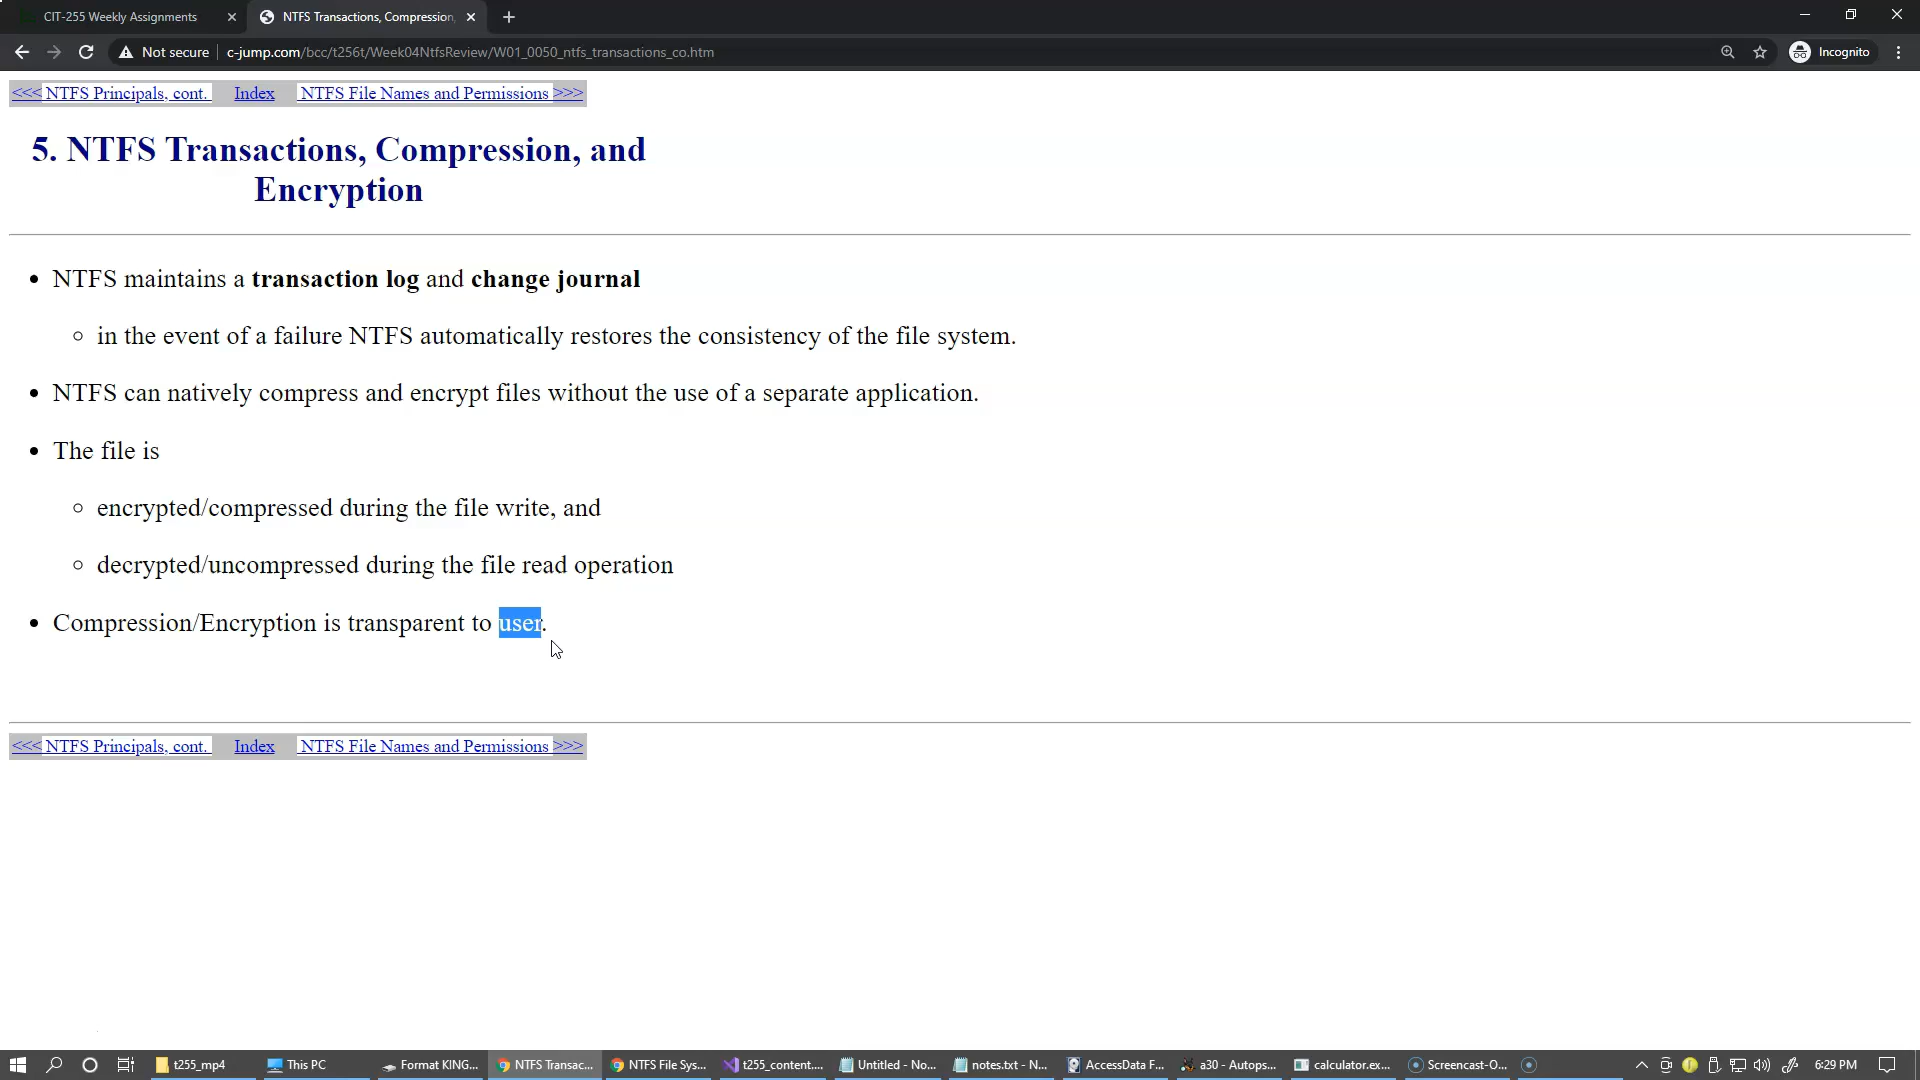 CIT-255 Weekly Assignments
NTFS Transactions, Compression,
Not secure
c-jump.com/bcc/t256t/Week04NtfsReview/W01_0050_ntfs_transactions_co.htm
Incognito
<<< NTFS Principals, cont. Index NTFS File Names and Permissions >>>
5. NTFS Transactions, Compression, and
Encryption
• NTFS maintains a transaction log and change journal
◦ in the event of a failure NTFS automatically restores the consistency of the file system.
• NTFS can natively compress and encrypt files without the use of a separate application.
• The file is
◦ encrypted/compressed during the file write, and
◦ decrypted/uncompressed during the file read operation
• Compression/Encryption is transparent to user.
<<< NTFS Principals, cont. Index NTFS File Names and Permissions >>>
t255_mp4 This PC Format KING... NTFS Transac... NTFS File Sys... t255_content.... Untitled - No... notes.txt - N... AccessData F... a30 - Autops... calculator.ex... Screencast-O... 6:29 PM